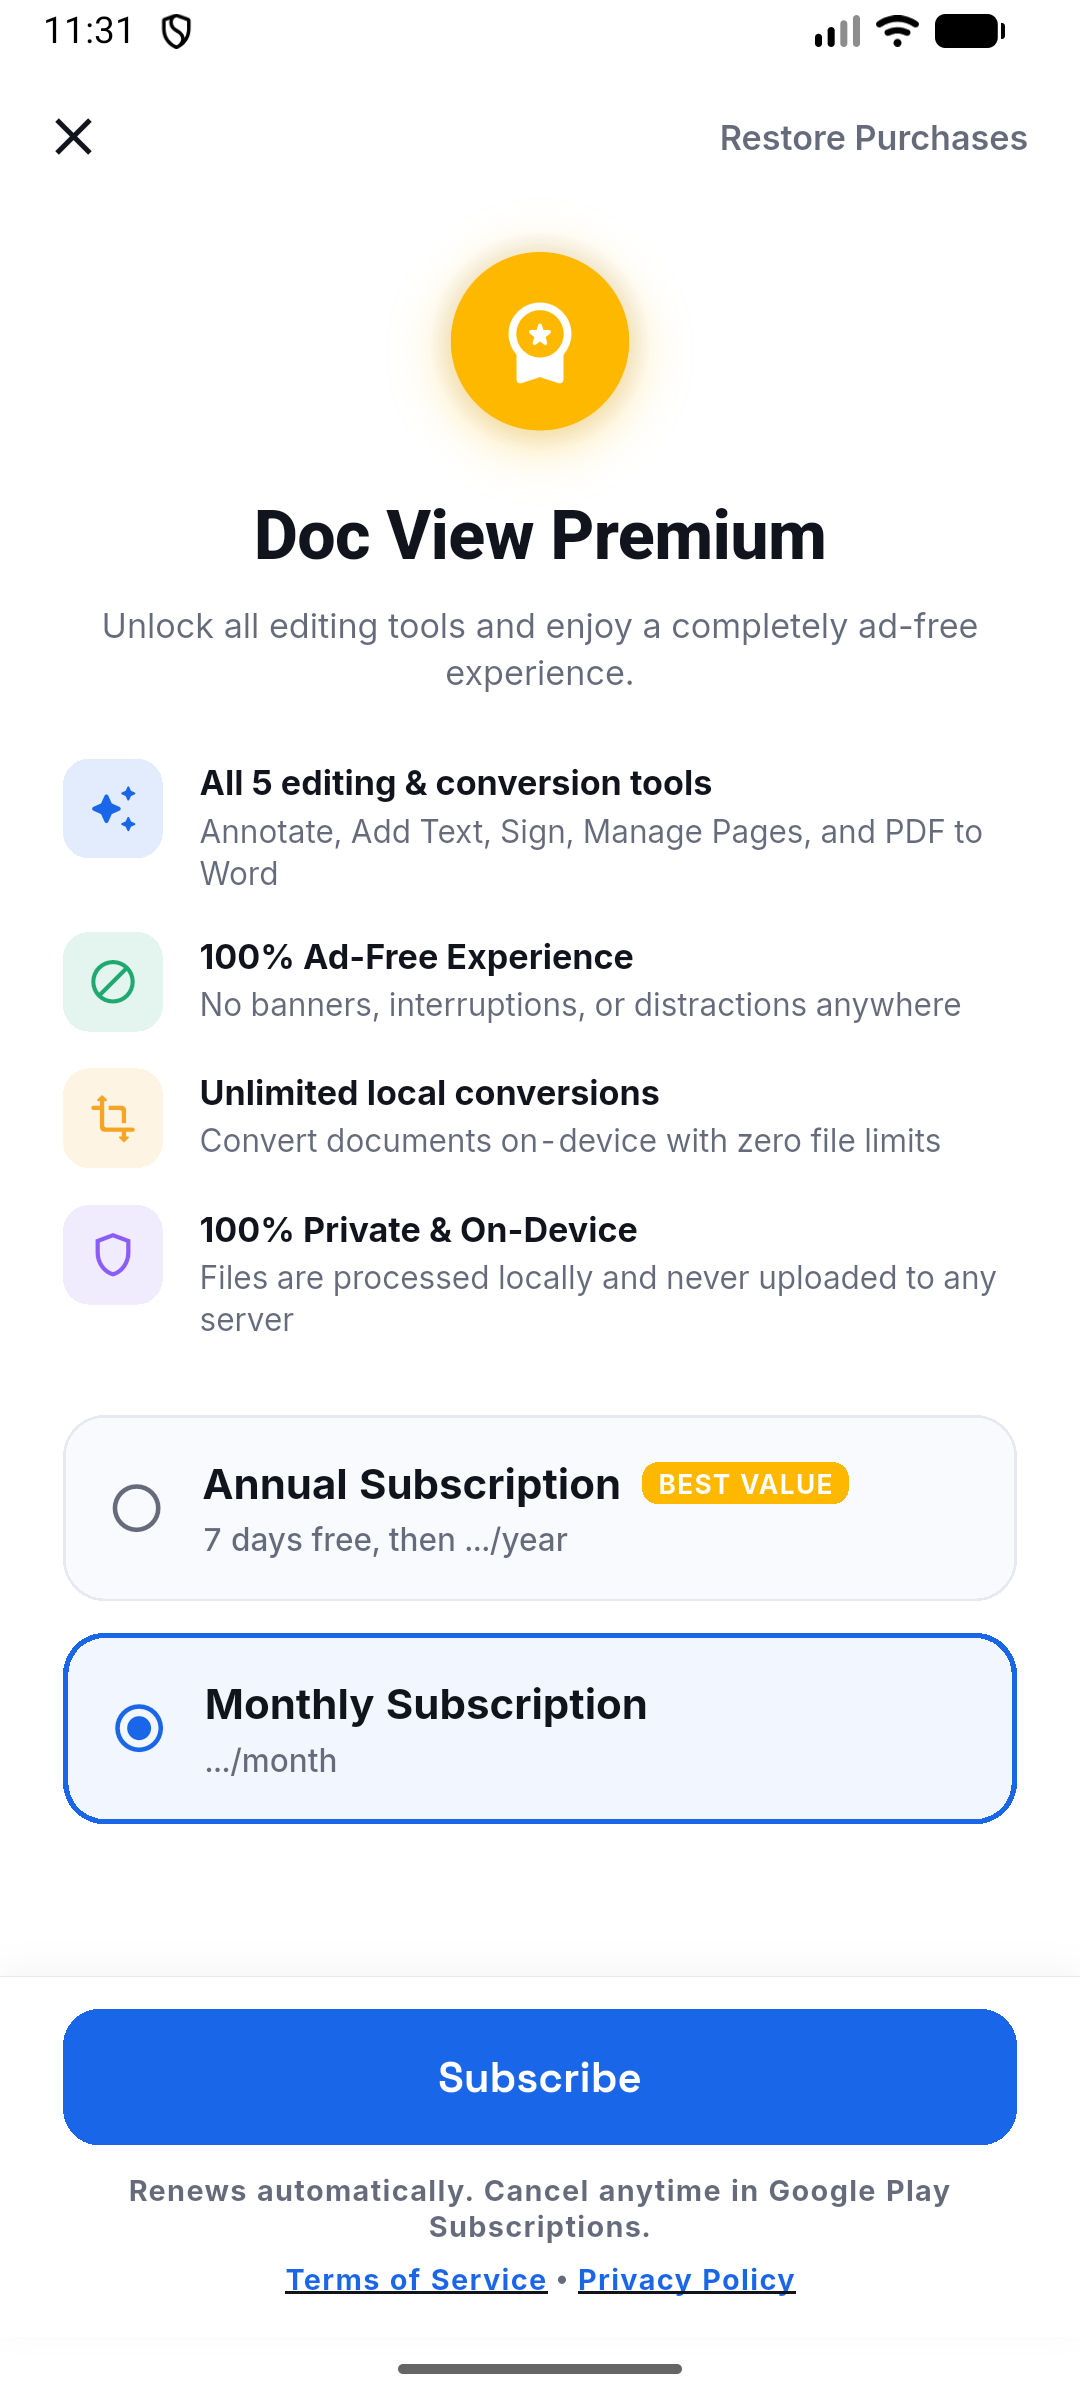 11:31
Restore Purchases
Doc View Premium
Unlock all editing tools and enjoy a completely ad-free
experience.
All 5 editing & conversion tools
Annotate, Add Text, Sign, Manage Pages, and PDF to
Word
100% Ad-Free Experience
No banners, interruptions, or distractions anywhere
Unlimited local conversions
Convert documents on-device with zero file limits
100% Private & On-Device
Files are processed locally and never uploaded to any
server
Annual Subscription BEST VALUE
7 days free, then .../year
Monthly Subscription
.../month
Subscribe
Renews automatically. Cancel anytime in Google Play
Subscriptions.
Terms of Service • Privacy Policy